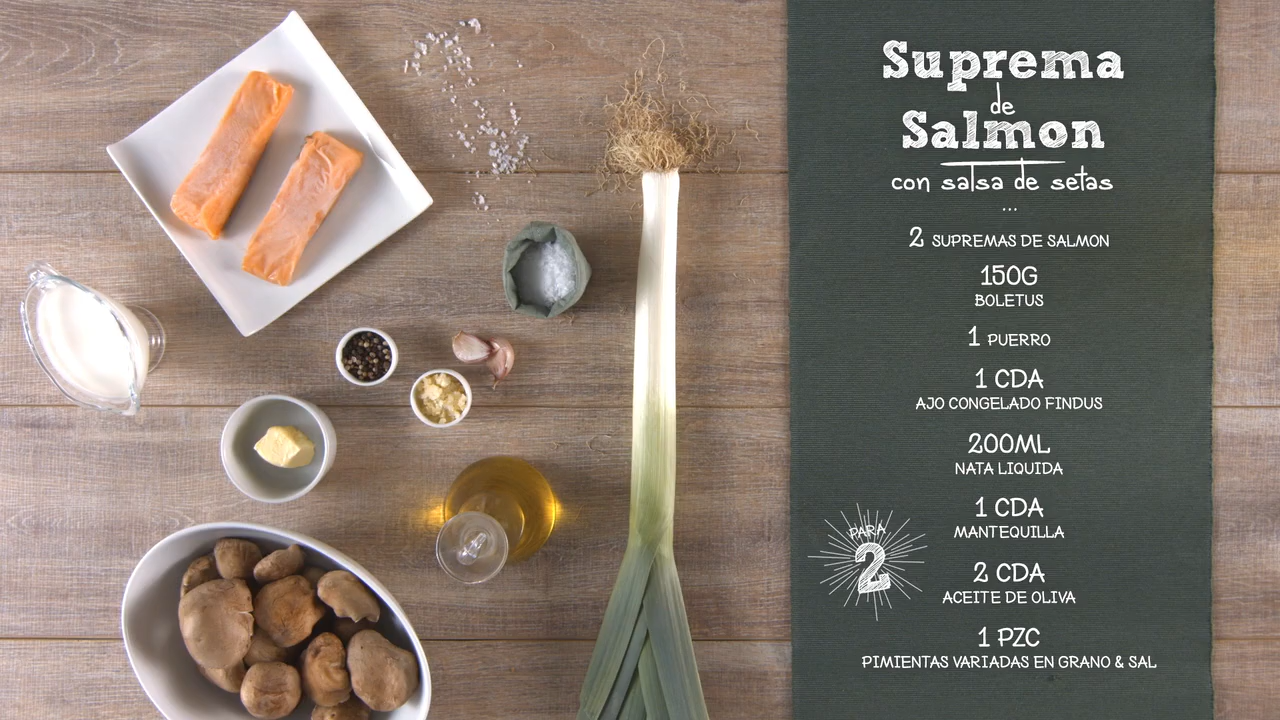 Suprema
de
Salmon
con salsa de setas
...
2 SUPREMAS DE SALMON
150G
BOLETUS
1 PUERRO
1 CDA
AJO CONGELADO FINDUS
200ML
NATA LIQUIDA
1 CDA
MANTEQUILLA
2 CDA
ACEITE DE OLIVA
1 PZC
PIMIENTAS VARIADAS EN GRANO & SAL
PARA
2